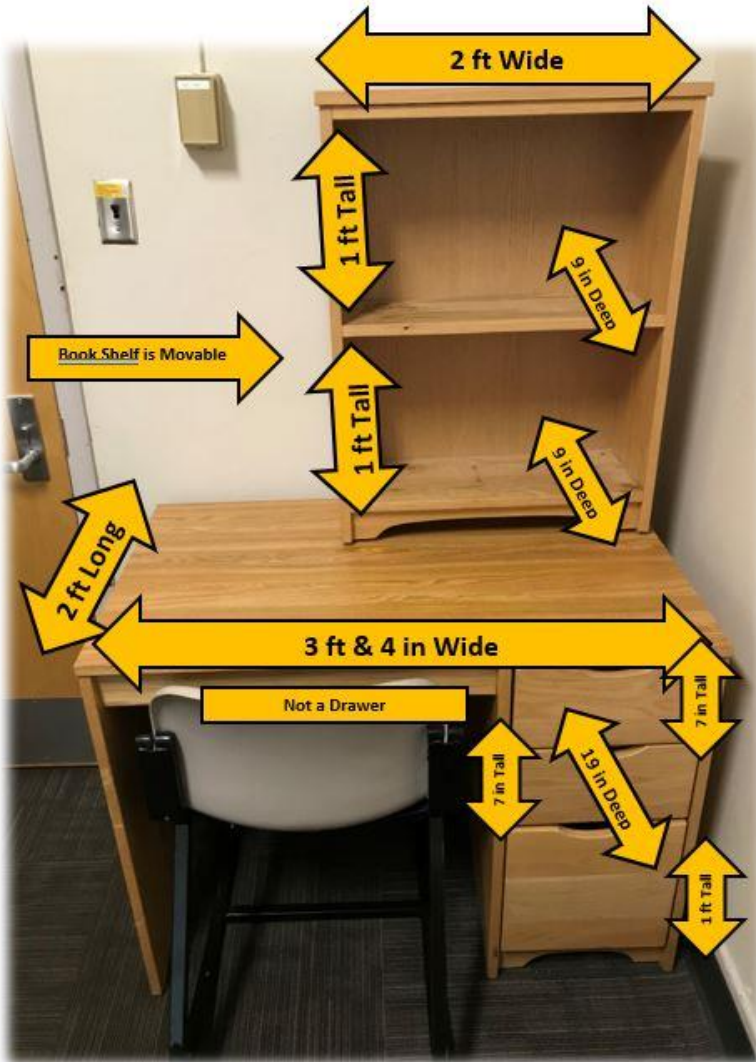 2 ft Wide
1 ft Tall
9 in Deep
Book Shelf is Movable
1 ft Tall
9 in Deep
2 ft Long
3 ft & 4 in Wide
7 in Tall
Not a Drawer
7 in Tall
19 in Deep
1 ft Tall